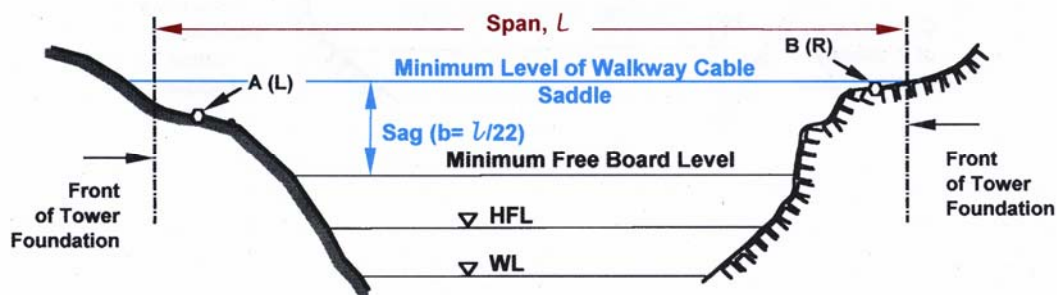 Span, l
B (R)
Minimum Level of Walkway Cable
Saddle
A (L)
Sag (b= l/22)
Minimum Free Board Level
Front
of Tower
Foundation
Front
of Tower
Foundation
HFL
WL